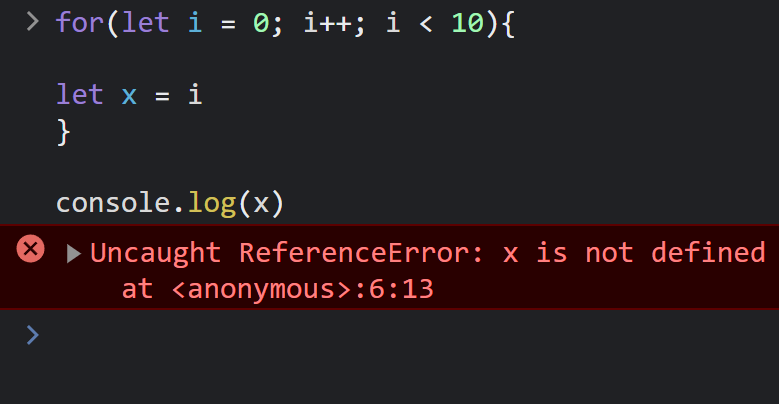 for(let i = 0; i++; i < 10){
let x = i
}
console.log(x)
Uncaught ReferenceError: x is not defined
at <anonymous>:6:13